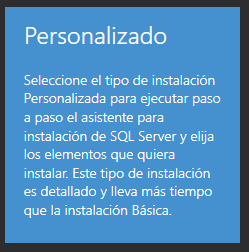 Personalizado
Seleccione el tipo de instalación
Personalizada para ejecutar paso
a paso el asistente para
instalación de SQL Server y elija
los elementos que quiera
instalar. Este tipo de instalación
es detallado y lleva más tiempo
que la instalación Básica.